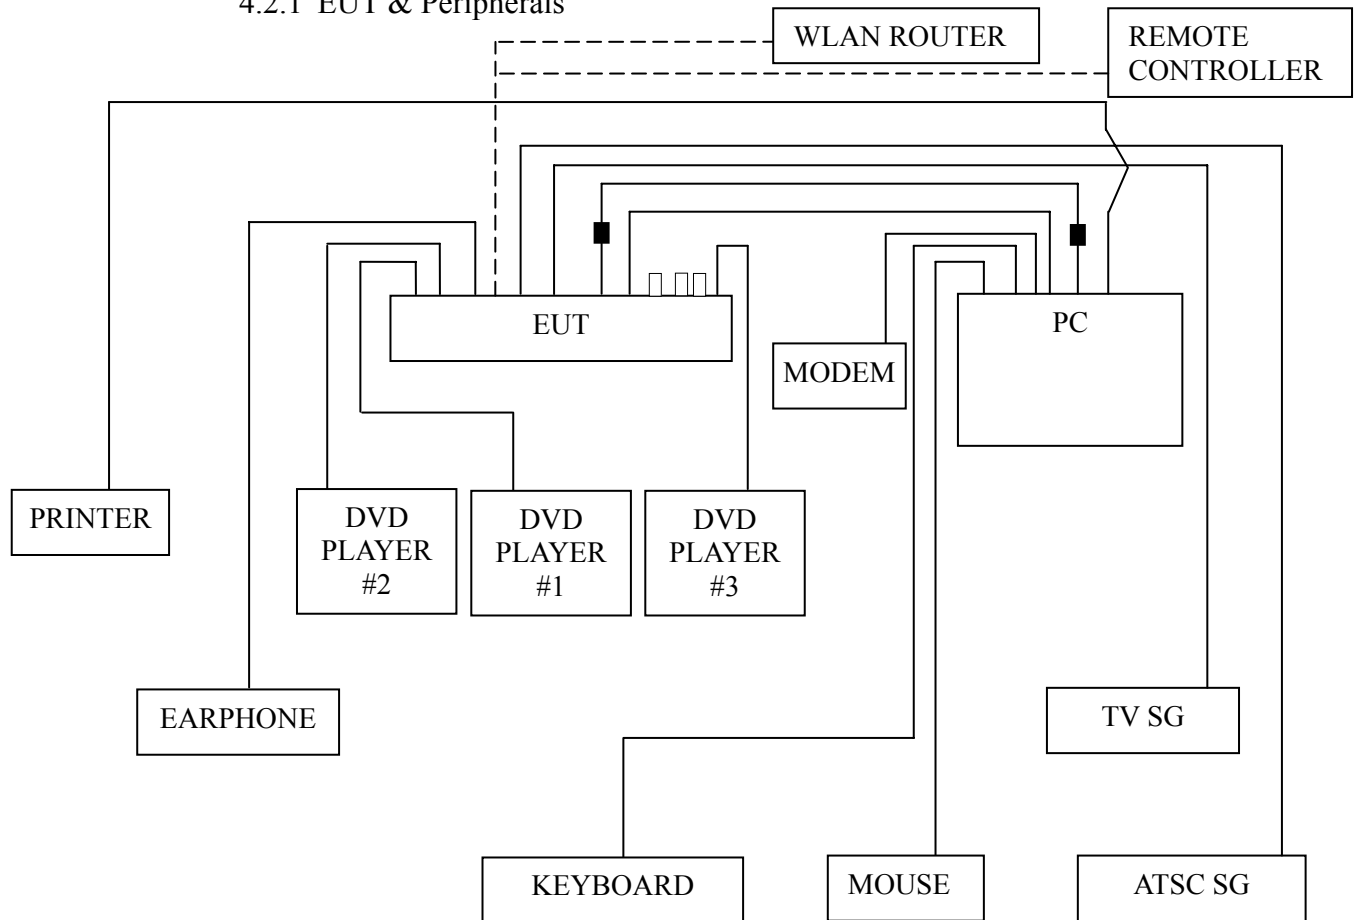 4.2.1 EUT & Peripherals
WLAN ROUTER
REMOTE
CONTROLLER
EUT
PC
MODEM
PRINTER
DVD
PLAYER
#2
DVD
PLAYER
#1
DVD
PLAYER
#3
EARPHONE
TV SG
KEYBOARD
MOUSE
ATSC SG